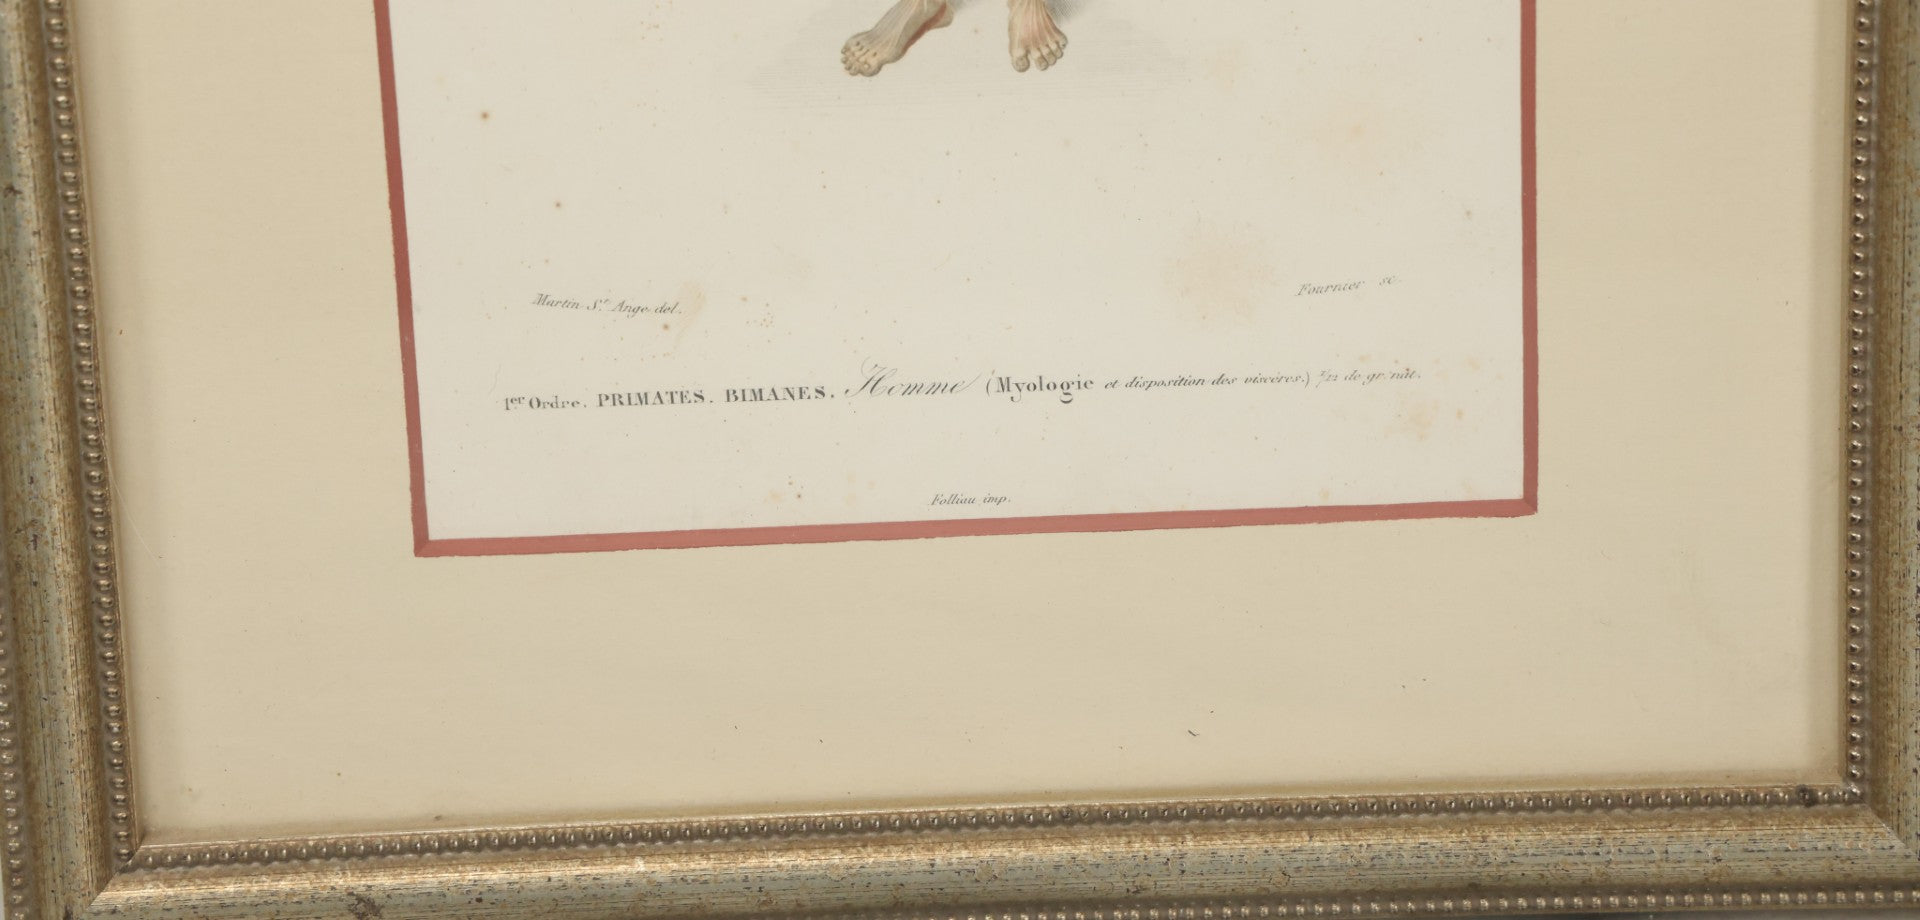 Martin St. Ange del.
Fournier sc.
1er Ordre. PRIMATES. BIMANES. Homme (Myologie et disposition des viscères.) 1/12 de gr. nat.
Folliau imp.